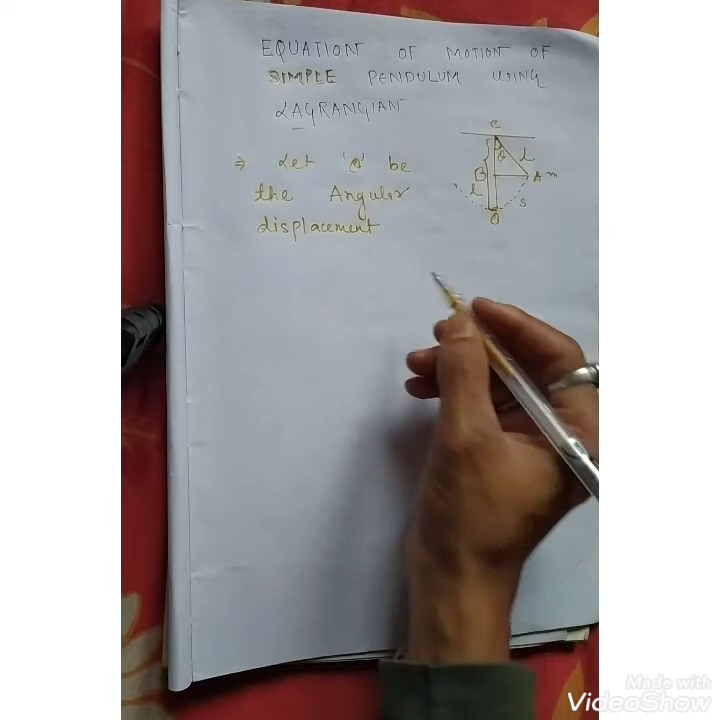 EQUATION OF MOTION OF
SIMPLE PENDULUM USING
LAGRANGIAN
⇒ Let 'θ' be
the Angular
displacement
C
θ
l
B
A m
l
s
O
Made with
VideoShow